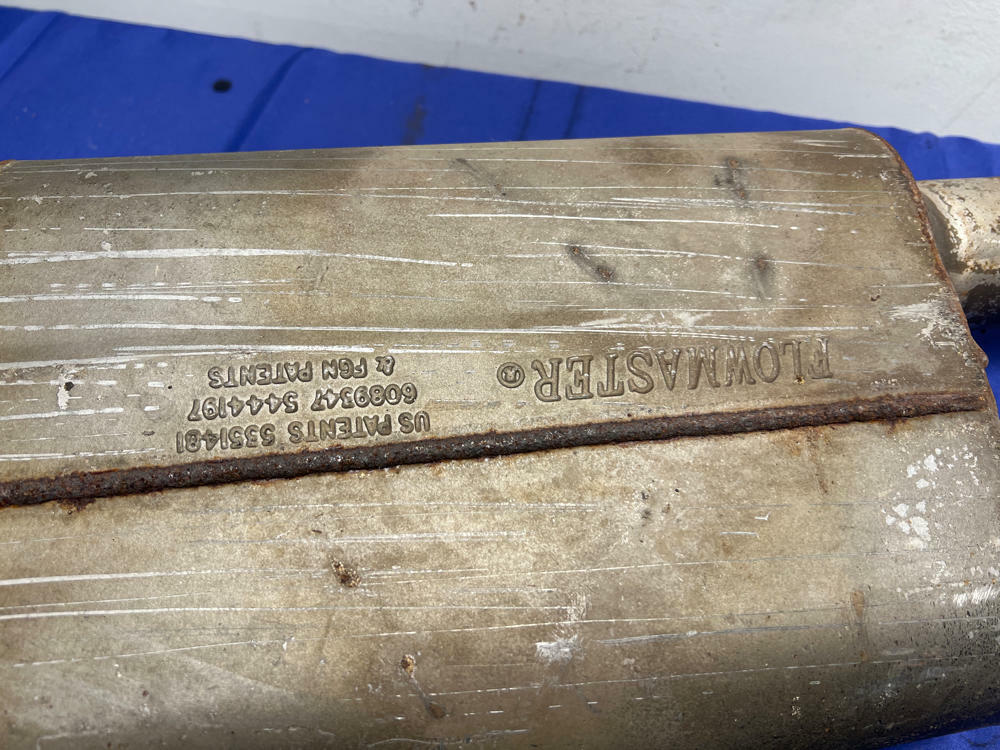 FLOWMASTER®
US PATENTS 5351481
6089347 5444197
& FGN PATENTS